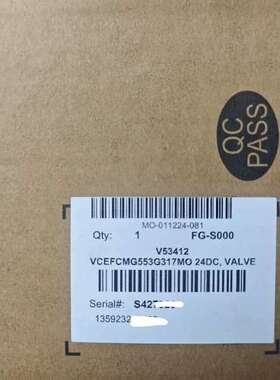 QC
PASS
MO-011224-081
Qty: 1 FG-S000
V53412
VCEFCMG553G317MO 24DC, VALVE
Serial#: